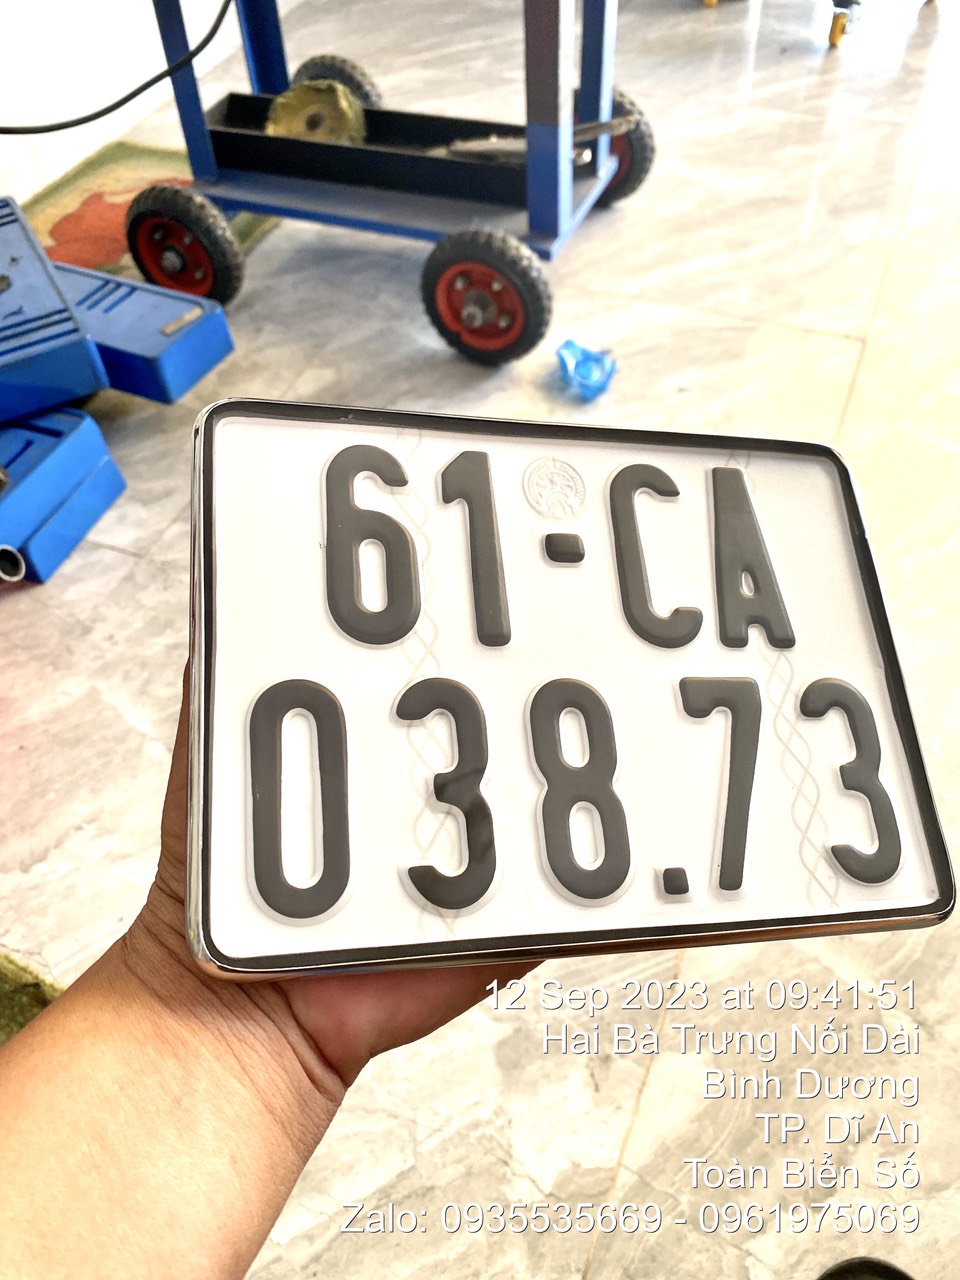 61-CA
038.73
12 Sep 2023 at 09:41:51
Hai Bà Trưng Nối Dài
Bình Dương
TP. Dĩ An
Toàn Biển Số
Zalo: 0935535669 - 0961975069